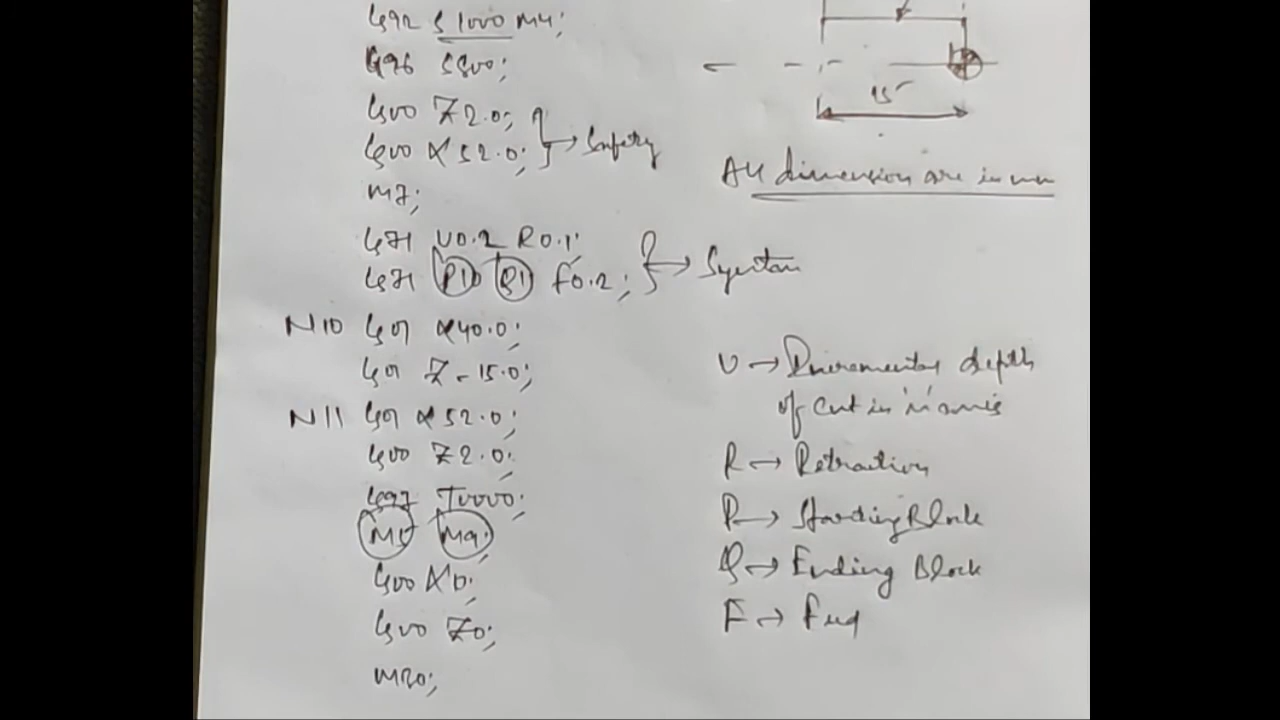 G92 S1000 M4;
G96 S800;
G00 Z2.0;
G00 X52.0; } → Safety
M7;
G71 U0.2 R0.1;
G71 P10 Q11 F0.2; } →
N10 G01 X40.0;
G01 Z-15.0;
N11 G01 X52.0;
G00 Z2.0;
G97 T0000;
M5 M9;
G00 X0;
G00 Z0;
M30;
15
All dimension are in mm
U → Incremental depth
of cut in 'X' axis
R → Retraction
P → Starting Block
Q → Ending Block
F → Feed